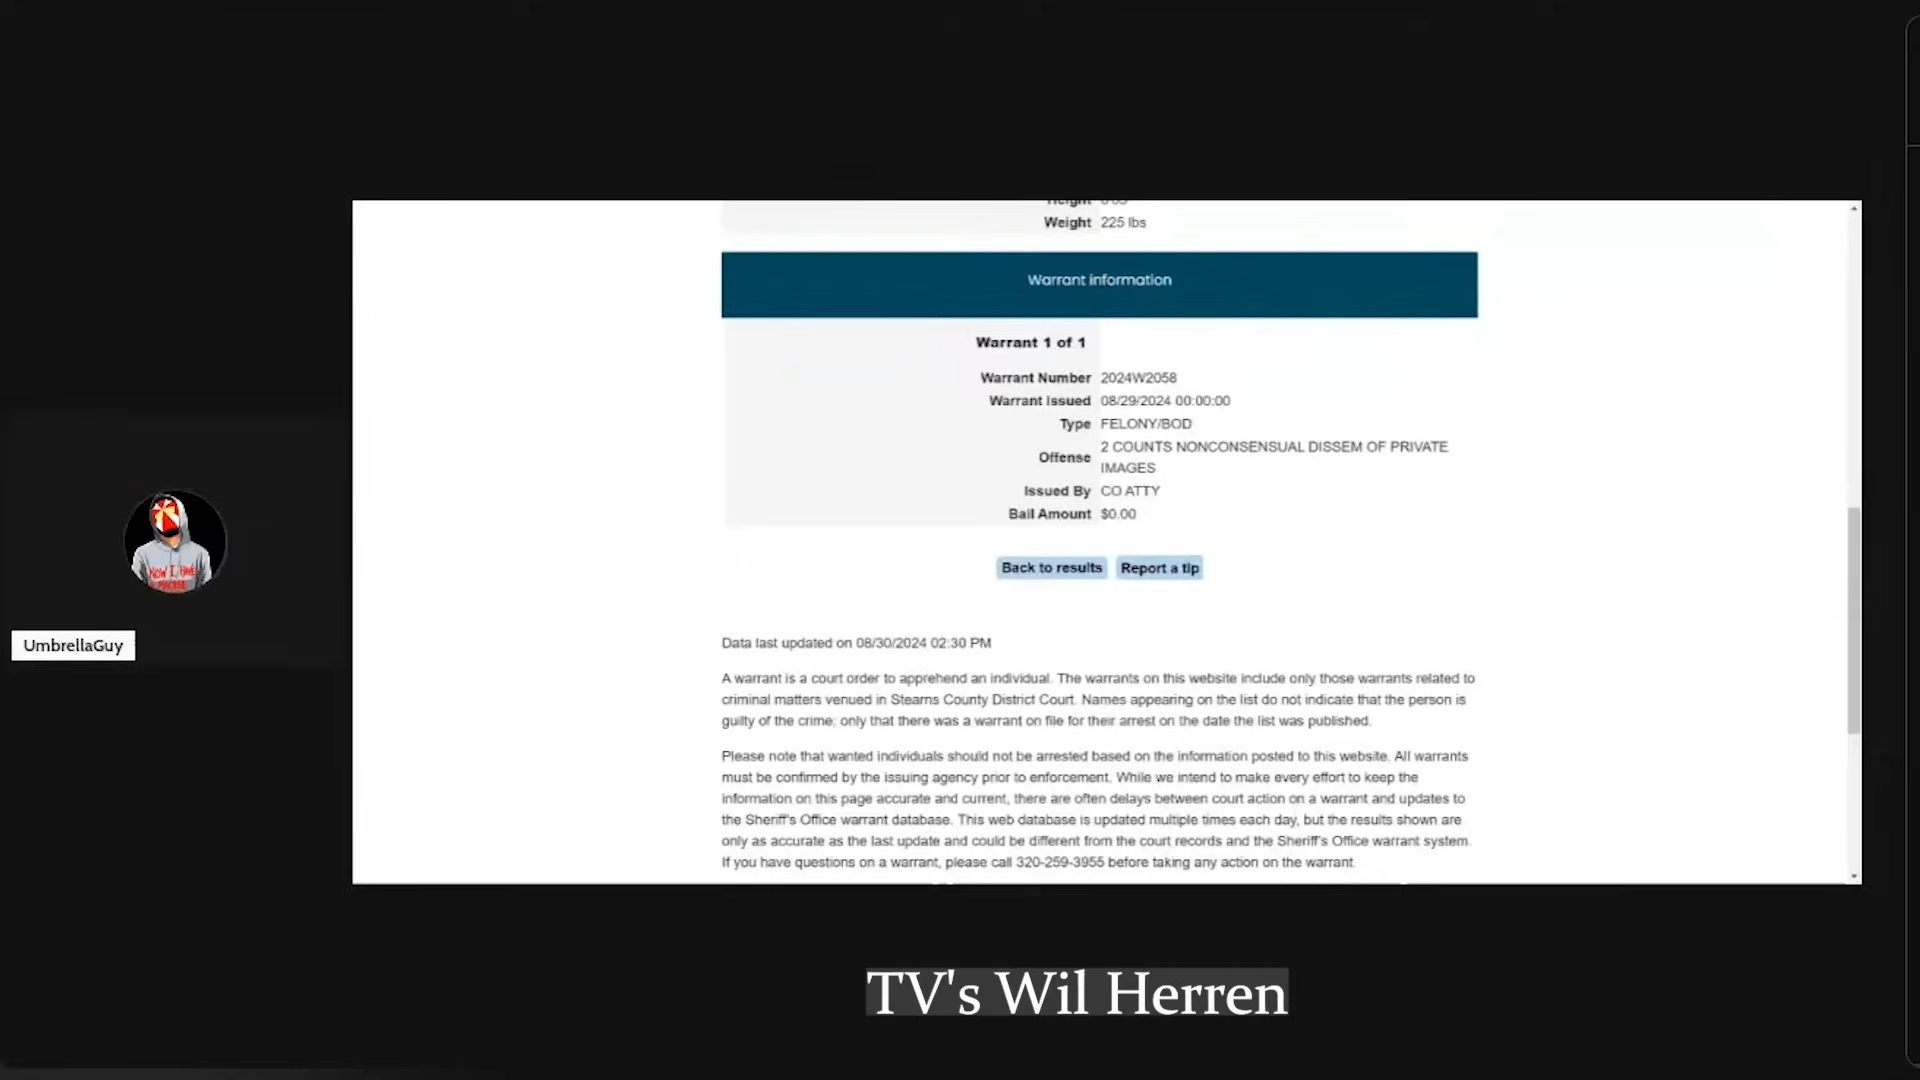 Height
Weight 225 lbs
Warrant information
Warrant 1 of 1
Warrant Number 2024W2058
Warrant Issued 08/29/2024 00:00:00
Type FELONY/BOD
Offense 2 COUNTS NONCONSENSUAL DISSEM OF PRIVATE
IMAGES
Issued By CO ATTY
Bail Amount $0.00
Back to results Report a tip
NOW I HAVE
UmbrellaGuy
Data last updated on 08/30/2024 02:30 PM
A warrant is a court order to apprehend an individual. The warrants on this website include only those warrants related to
criminal matters venued in Stearns County District Court. Names appearing on the list do not indicate that the person is
guilty of the crime; only that there was a warrant on file for their arrest on the date the list was published.
Please note that wanted individuals should not be arrested based on the information posted to this website. All warrants
must be confirmed by the issuing agency prior to enforcement. While we intend to make every effort to keep the
information on this page accurate and current, there are often delays between court action on a warrant and updates to
the Sheriff's Office warrant database. This web database is updated multiple times each day, but the results shown are
only as accurate as the last update and could be different from the court records and the Sheriff's Office warrant system.
If you have questions on a warrant, please call 320-259-3955 before taking any action on the warrant.
TV's Wil Herren